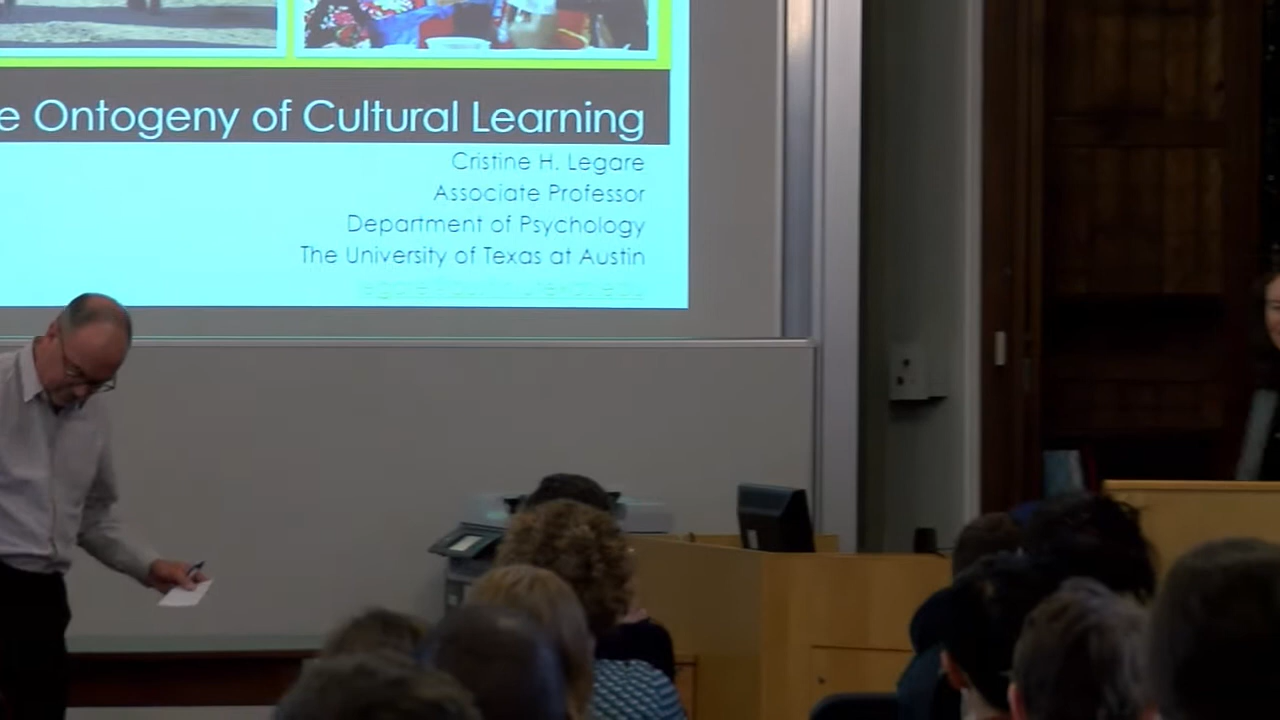 Ontogeny of Cultural Learning
Cristine H. Legare
Associate Professor
Department of Psychology
The University of Texas at Austin